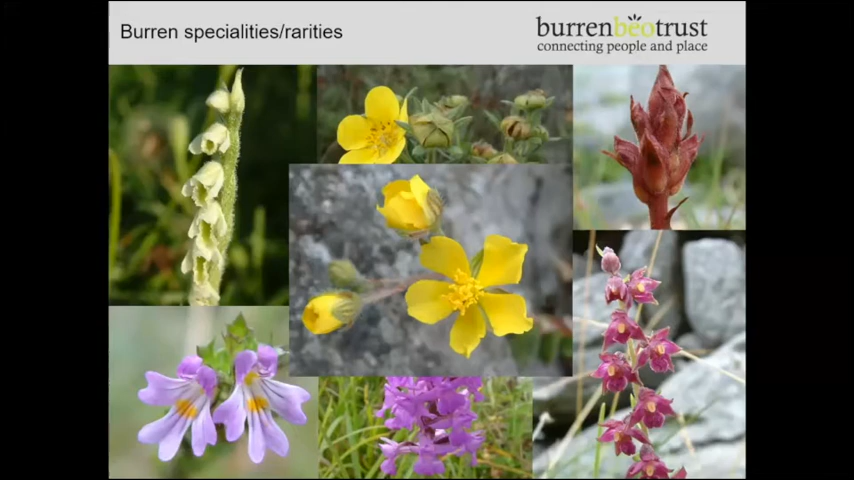 Burren specialities/rarities
burrenbeotrust
connecting people and place